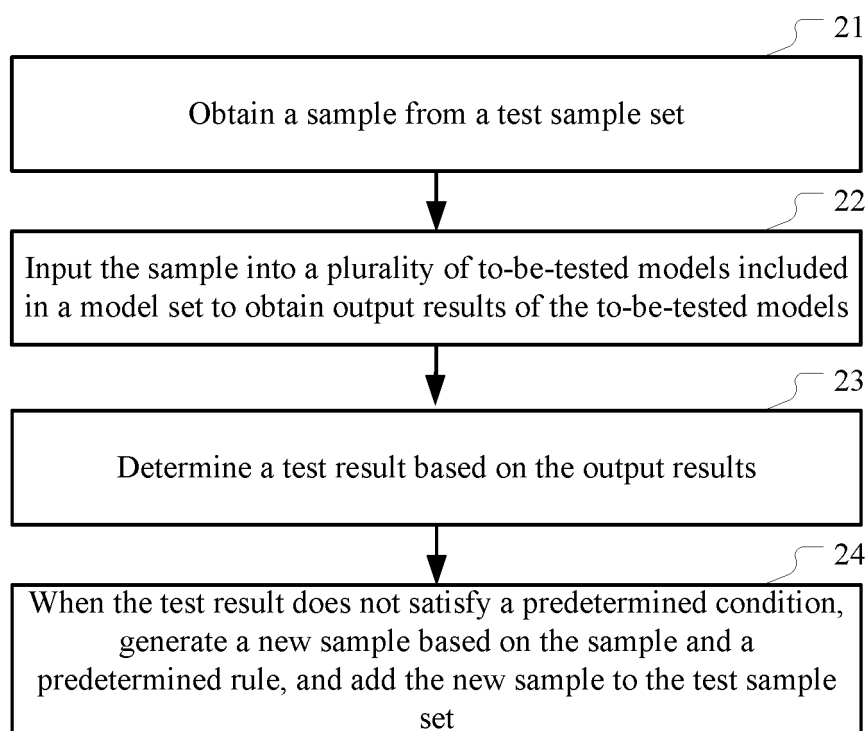 21
Obtain a sample from a test sample set
22
Input the sample into a plurality of to-be-tested models included
in a model set to obtain output results of the to-be-tested models
23
Determine a test result based on the output results
24
When the test result does not satisfy a predetermined condition,
generate a new sample based on the sample and a
predetermined rule, and add the new sample to the test sample
set